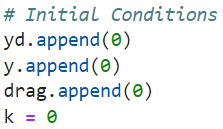 # Initial Conditions
yd.append(0)
y.append(0)
drag.append(0)
k = 0